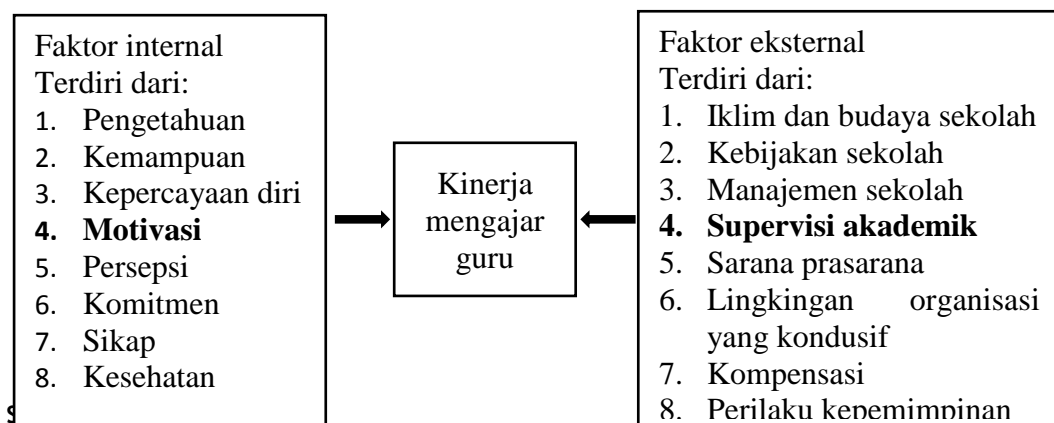 Faktor internal
Terdiri dari:
1. Pengetahuan
2. Kemampuan
3. Kepercayaan diri
4. Motivasi
5. Persepsi
6. Komitmen
7. Sikap
8. Kesehatan
Kinerja
mengajar
guru
Faktor eksternal
Terdiri dari:
1. Iklim dan budaya sekolah
2. Kebijakan sekolah
3. Manajemen sekolah
4. Supervisi akademik
5. Sarana prasarana
6. Lingkingan organisasi
yang kondusif
7. Kompensasi
8. Perilaku kepemimpinan